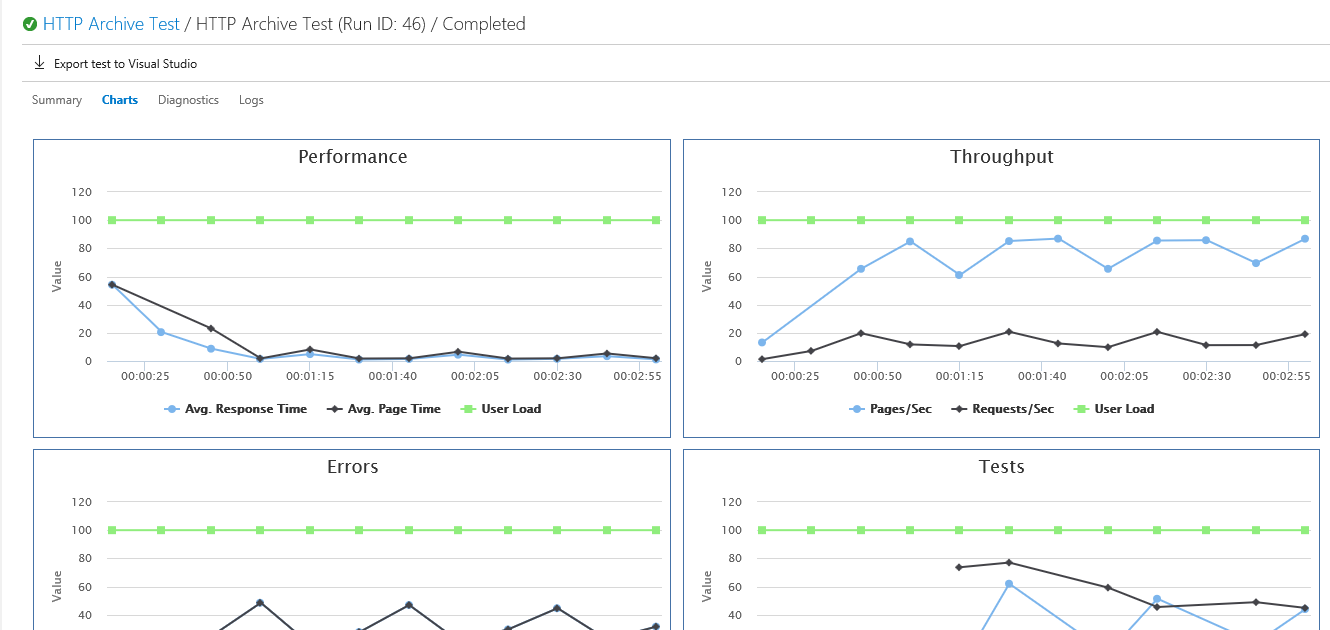 HTTP Archive Test / HTTP Archive Test (Run ID: 46) / Completed
Export test to Visual Studio
Summary Charts Diagnostics Logs
Performance
120
100
80
60
40
20
0
Value
00:00:25 00:00:50 00:01:15 00:01:40 00:02:05 00:02:30 00:02:55
Avg. Response Time Avg. Page Time User Load
Throughput
120
100
80
60
40
20
0
Value
00:00:25 00:00:50 00:01:15 00:01:40 00:02:05 00:02:30 00:02:55
Pages/Sec Requests/Sec User Load
Errors
120
100
80
60
40
Value
Tests
120
100
80
60
40
Value